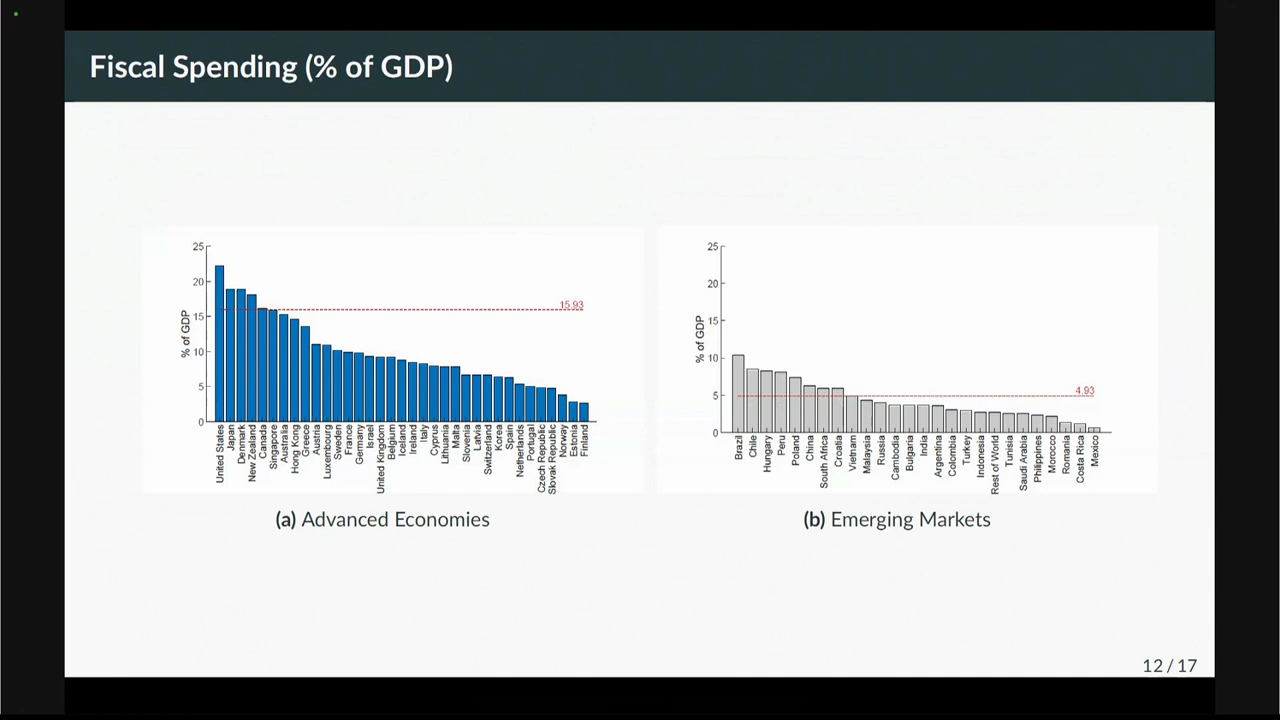 Fiscal Spending (% of GDP)
25
20
15
10
5
0
% of GDP
15.93
United States
Japan
Denmark
New Zealand
Canada
Singapore
Australia
Hong Kong
Greece
Austria
Luxembourg
Sweden
France
Germany
Israel
United Kingdom
Belgium
Iceland
Ireland
Italy
Cyprus
Lithuania
Malta
Slovenia
Latvia
Switzerland
Korea
Spain
Netherlands
Portugal
Czech Republic
Slovak Republic
Norway
Estonia
Finland
(a) Advanced Economies
25
20
15
10
5
0
% of GDP
4.93
Brazil
Chile
Hungary
Peru
Poland
China
South Africa
Croatia
Vietnam
Malaysia
Russia
Cambodia
Bulgaria
India
Argentina
Colombia
Turkey
Indonesia
Rest of World
Tunisia
Saudi Arabia
Philippines
Morocco
Romania
Costa Rica
Mexico
(b) Emerging Markets
12 / 17